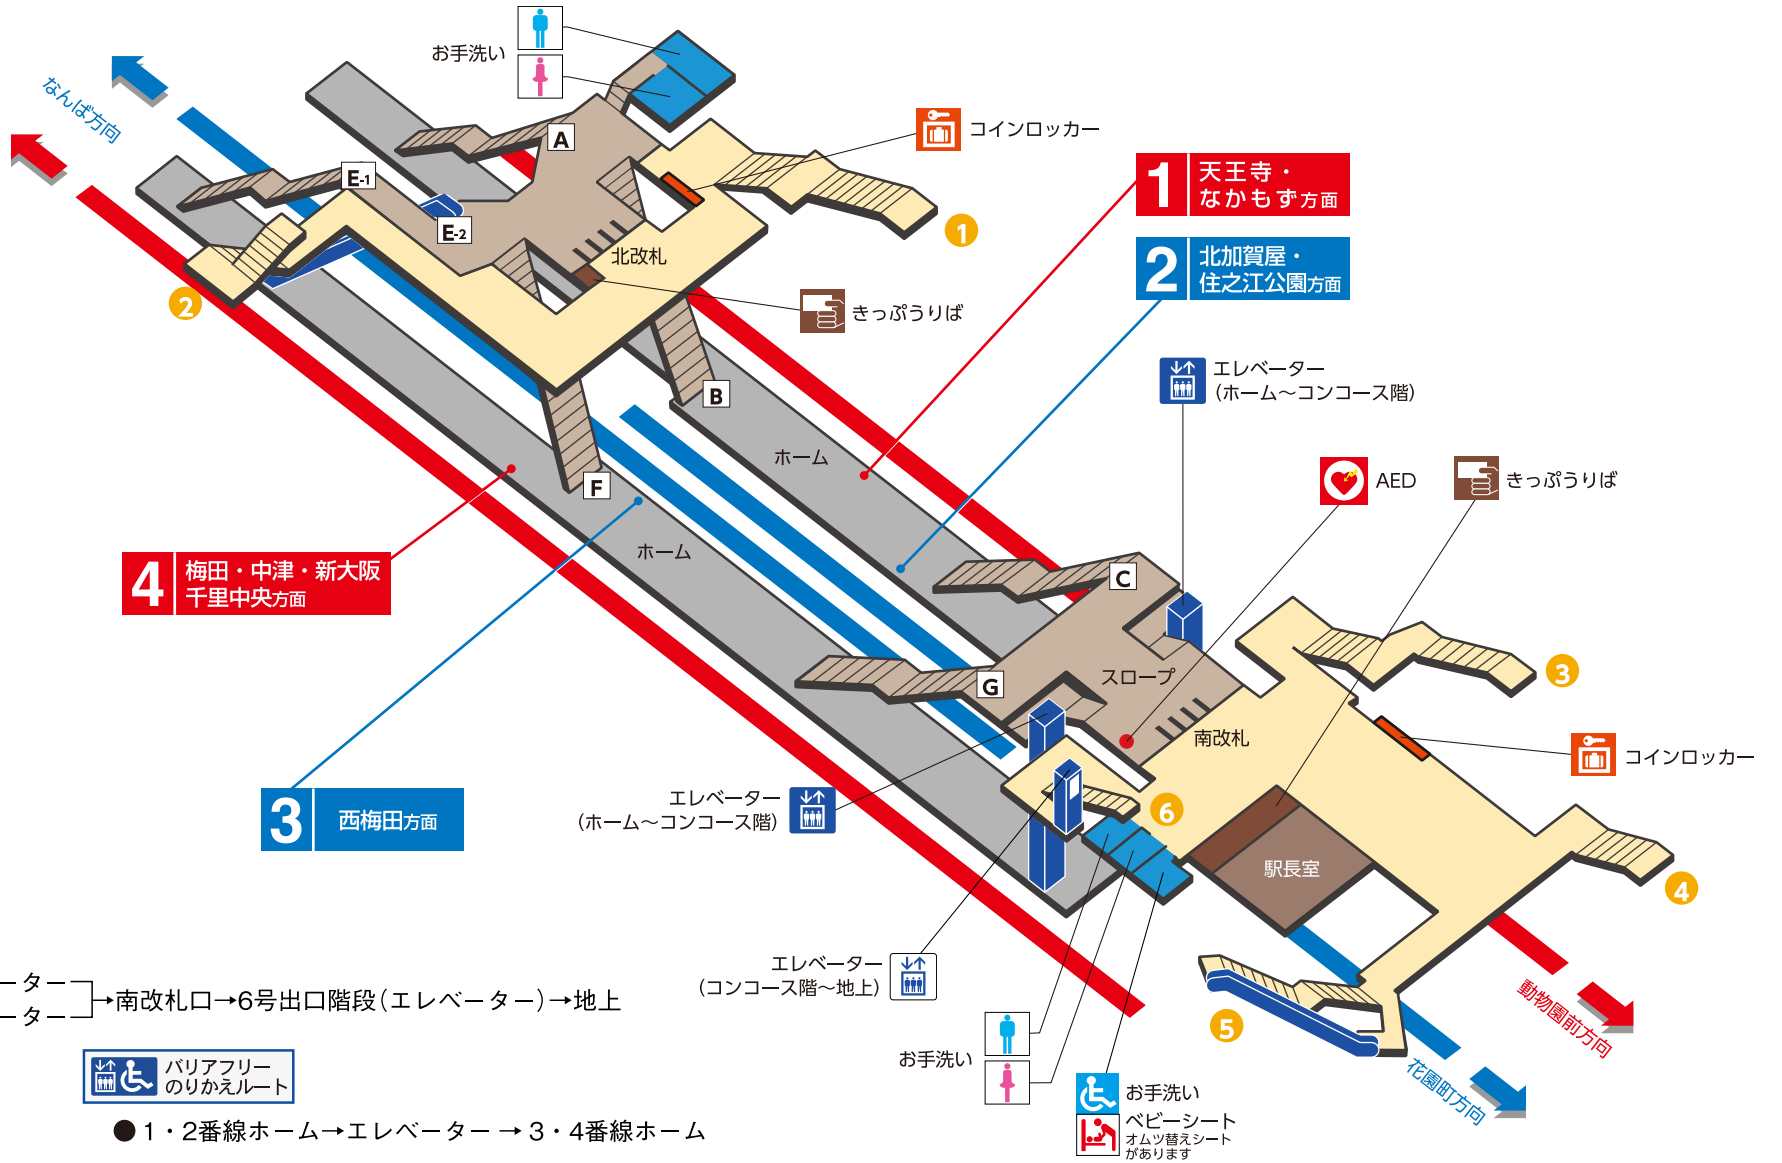 お手洗い
なんば方向
A
E-1
E-2
コインロッカー
1
天王寺・
なかもず方面
1
2
北加賀屋・
住之江公園方面
北改札
きっぷうりば
2
エレベーター
(ホーム〜コンコース階)
B
ホーム
F
AED
きっぷうりば
ホーム
4
梅田・中津・新大阪
千里中央方面
C
スロープ
G
3
南改札
コインロッカー
3
西梅田方面
エレベーター
(ホーム〜コンコース階)
6
駅長室
4
エレベーター
(コンコース階〜地上)
5
動物園前方向
花園町方向
ーター
ーター
→南改札口→6号出口階段(エレベーター)→地上
お手洗い
お手洗い
ベビーシート
オムツ替えシート
があります
バリアフリー
のりかえルート
●1・2番線ホーム→エレベーター→3・4番線ホーム